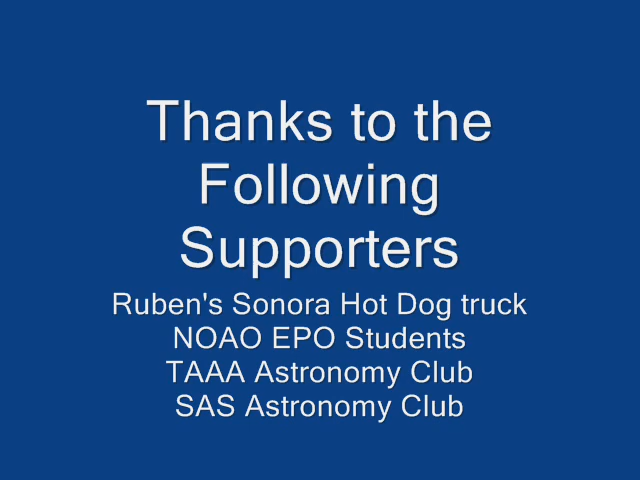 Thanks to the
Following
Supporters
Ruben's Sonora Hot Dog truck
NOAO EPO Students
TAAA Astronomy Club
SAS Astronomy Club